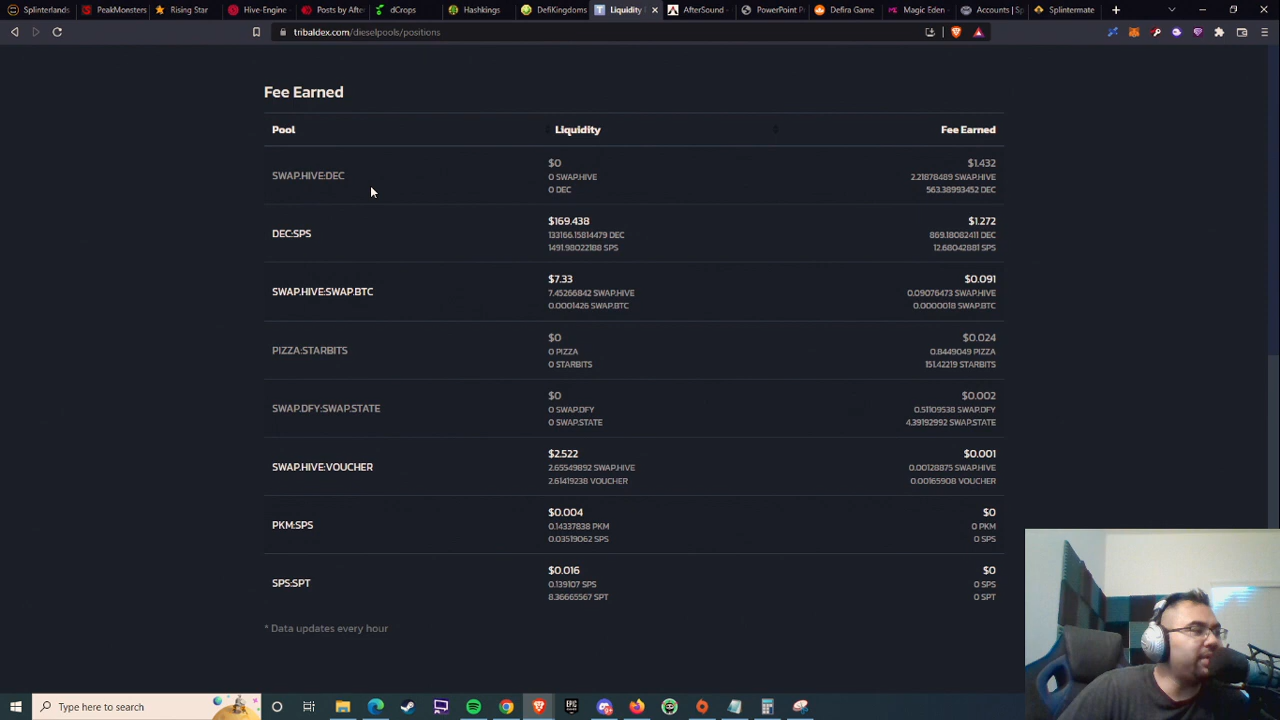 Splinterlands
PeakMonsters
Rising Star
Hive-Engine
Posts by After
dCrops
Hashkings
DefiKingdoms
Liquidity
AfterSound -
PowerPoint P
Defira Game
Magic Eden -
Accounts | Sp
Splintermate
tribaldex.com/dieselpools/positions
Fee Earned
Pool Liquidity Fee Earned
SWAP.HIVE:DEC
$0
0 SWAP.HIVE
0 DEC
$1.432
2.21878489 SWAP.HIVE
563.38993452 DEC
DEC:SPS
$169.438
133166.15814479 DEC
1491.98022188 SPS
$1.272
869.18082411 DEC
12.68042881 SPS
SWAP.HIVE:SWAP.BTC
$7.33
7.45266842 SWAP.HIVE
0.0001426 SWAP.BTC
$0.091
0.09076473 SWAP.HIVE
0.0000018 SWAP.BTC
PIZZA:STARBITS
$0
0 PIZZA
0 STARBITS
$0.024
0.8449049 PIZZA
151.42219 STARBITS
SWAP.DFY:SWAP.STATE
$0
0 SWAP.DFY
0 SWAP.STATE
$0.002
0.51109538 SWAP.DFY
4.39192992 SWAP.STATE
SWAP.HIVE:VOUCHER
$2.522
2.65549892 SWAP.HIVE
2.61419238 VOUCHER
$0.001
0.00128875 SWAP.HIVE
0.00165908 VOUCHER
PKM:SPS
$0.004
0.14337838 PKM
0.03519062 SPS
$0
0 PKM
0 SPS
SPS:SPT
$0.016
0.139107 SPS
8.36665567 SPT
$0
0 SPS
0 SPT
* Data updates every hour
Type here to search